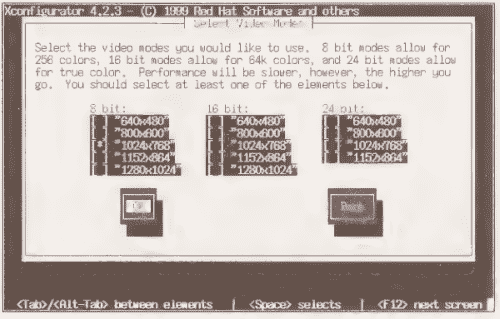 Xconfigurator 4.2.3 - (C) 1999 Red Hat Software and others
Select Video Modes
Select the video modes you would like to use. 8 bit modes allow for
256 colors, 16 bit modes allow for 64k colors, and 24 bit modes allow
for true color. Performance will be slower, however, the higher you
go. You should select at least one of the elements below.
8 bit: 16 bit: 24 bit:
[ ] "640x480" [ ] "640x480" [ ] "640x480"
[ ] "800x600" [ ] "800x600" [ ] "800x600"
[*] "1024x768" [ ] "1024x768" [ ] "1024x768"
[ ] "1152x864" [ ] "1152x864" [ ] "1152x864"
[ ] "1280x1024" [ ] "1280x1024"
Ok Back
<Tab>/<Alt-Tab> between elements | <Space> selects | <F12> next screen